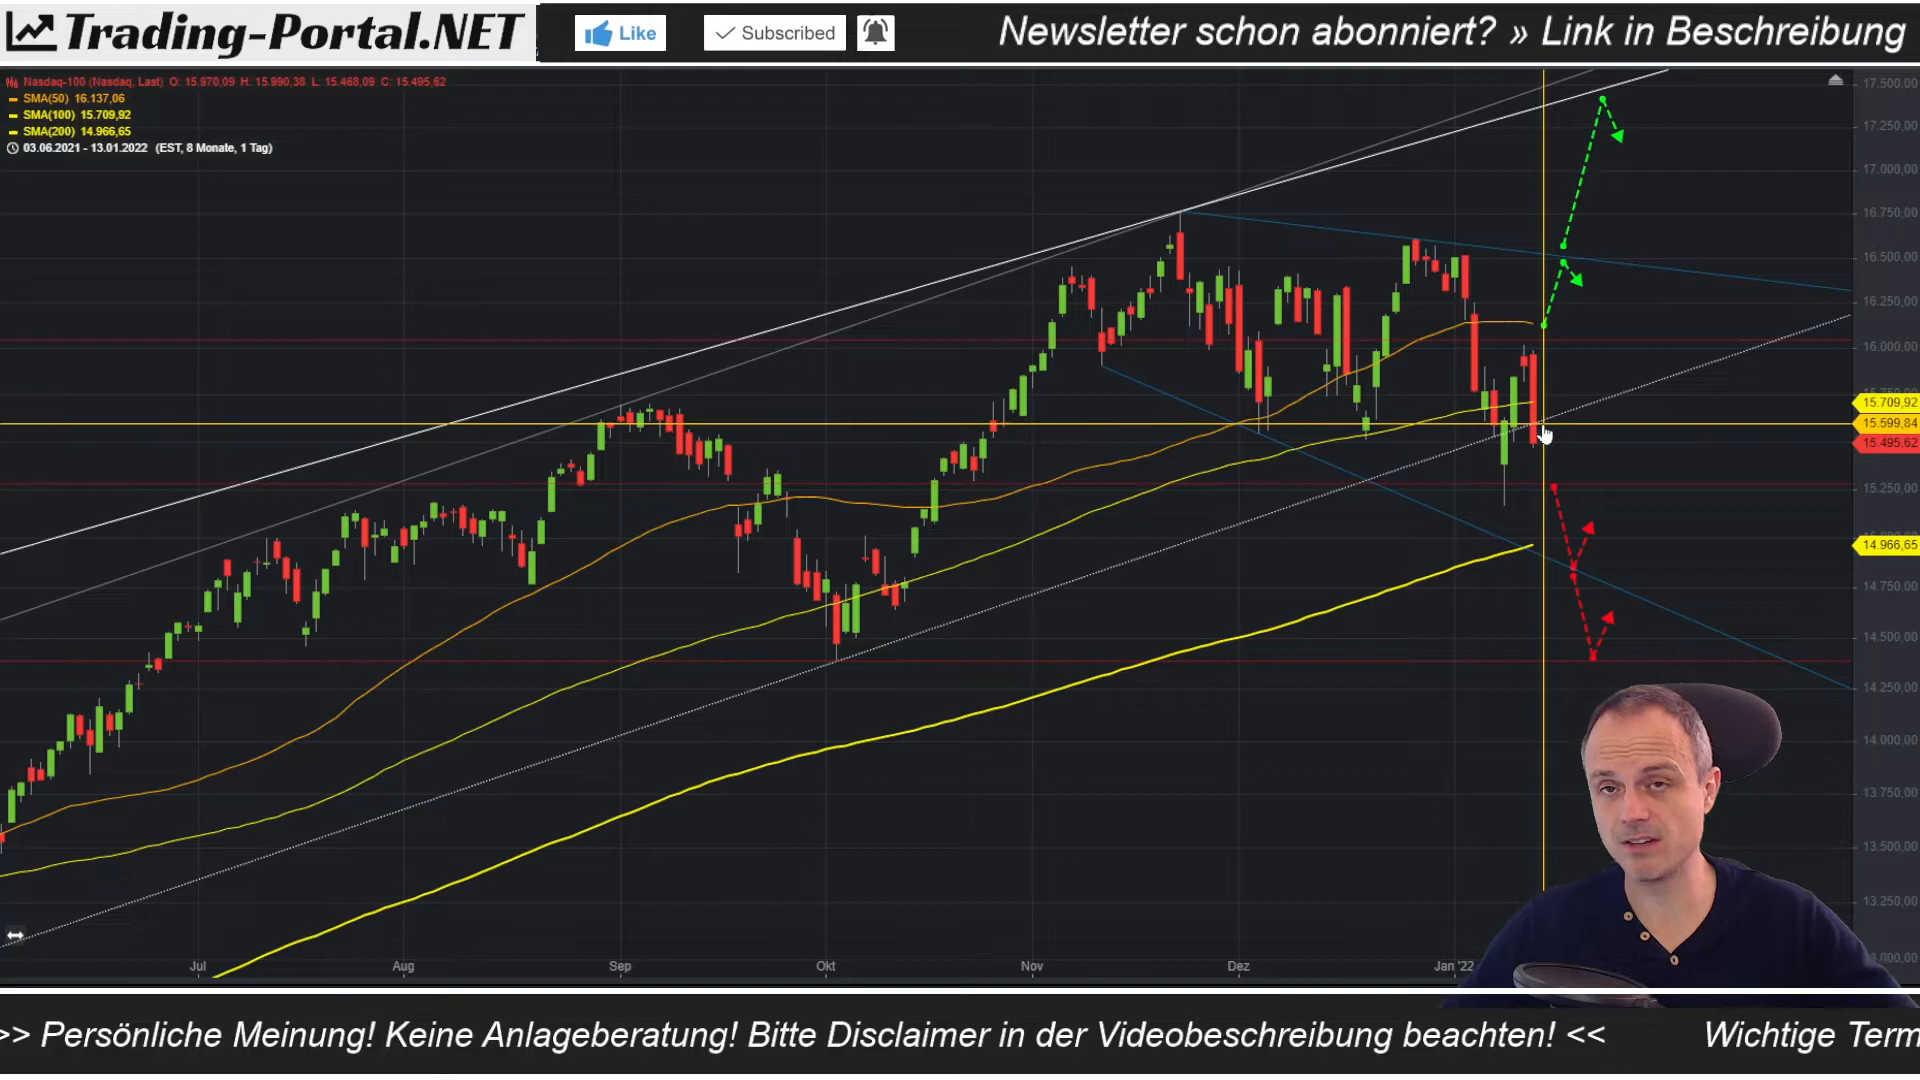 Trading-Portal.NET
Like
Subscribed
Newsletter schon abonniert? » Link in Beschreibung
Nasdaq-100 (Nasdaq, Last) O: 15.970,09 H: 15.990,38 L: 15.468,09 C: 15.495,62
SMA(50) 16.137,06
SMA(100) 15.709,92
SMA(200) 14.966,65
03.06.2021 - 13.01.2022 (EST, 8 Monate, 1 Tag)
17.500,00
17.250,00
17.000,00
16.750,00
16.500,00
16.250,00
16.000,00
15.709,92
15.599,84
15.495,62
15.250,00
14.966,65
14.750,00
14.500,00
14.250,00
14.000,00
13.750,00
13.500,00
13.250,00
Jul Aug Sep Okt Nov Dez Jan '22
>> Persönliche Meinung! Keine Anlageberatung! Bitte Disclaimer in der Videobeschreibung beachten! << Wichtige Term